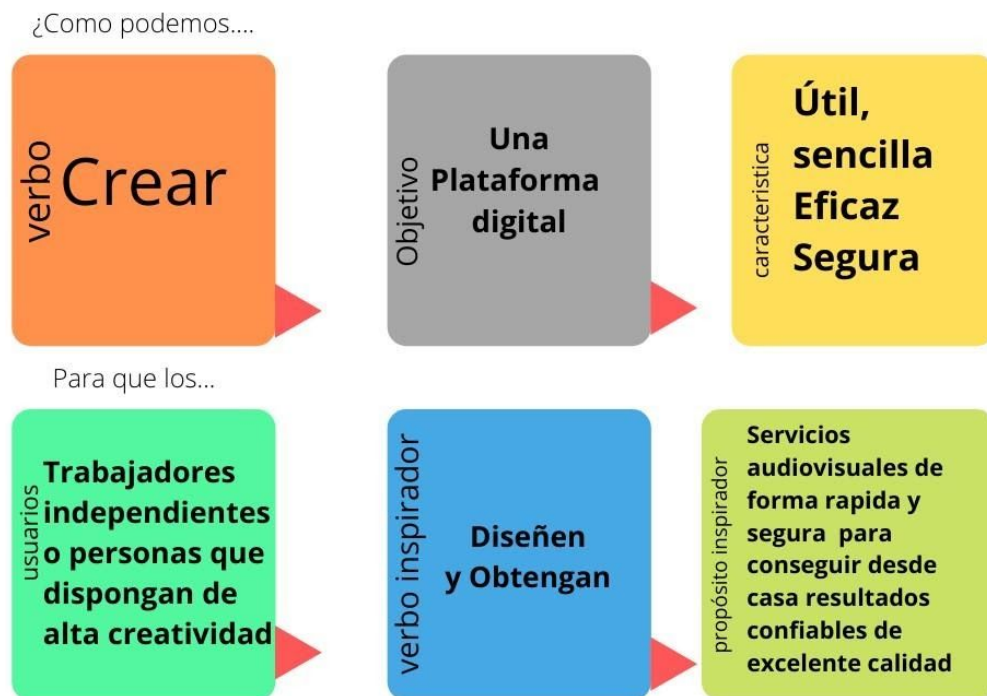 ¿Como podemos....
verbo
Crear
Objetivo
Una
Plataforma
digital
caracteristica
Útil,
sencilla
Eficaz
Segura
Para que los...
usuarios
Trabajadores
independientes
o personas que
dispongan de
alta creatividad
verbo inspirador
Diseñen
y Obtengan
propósito inspirador
Servicios
audiovisuales de
forma rapida y
segura para
conseguir desde
casa resultados
confiables de
excelente calidad